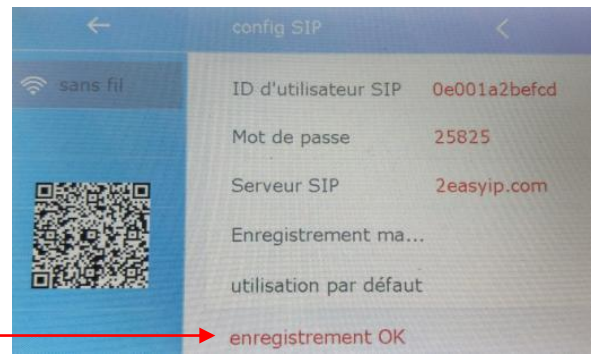 config SIP
sans fil
ID d'utilisateur SIP 0e001a2befcd
Mot de passe 25825
Serveur SIP 2easyip.com
Enregistrement ma...
utilisation par défaut
enregistrement OK